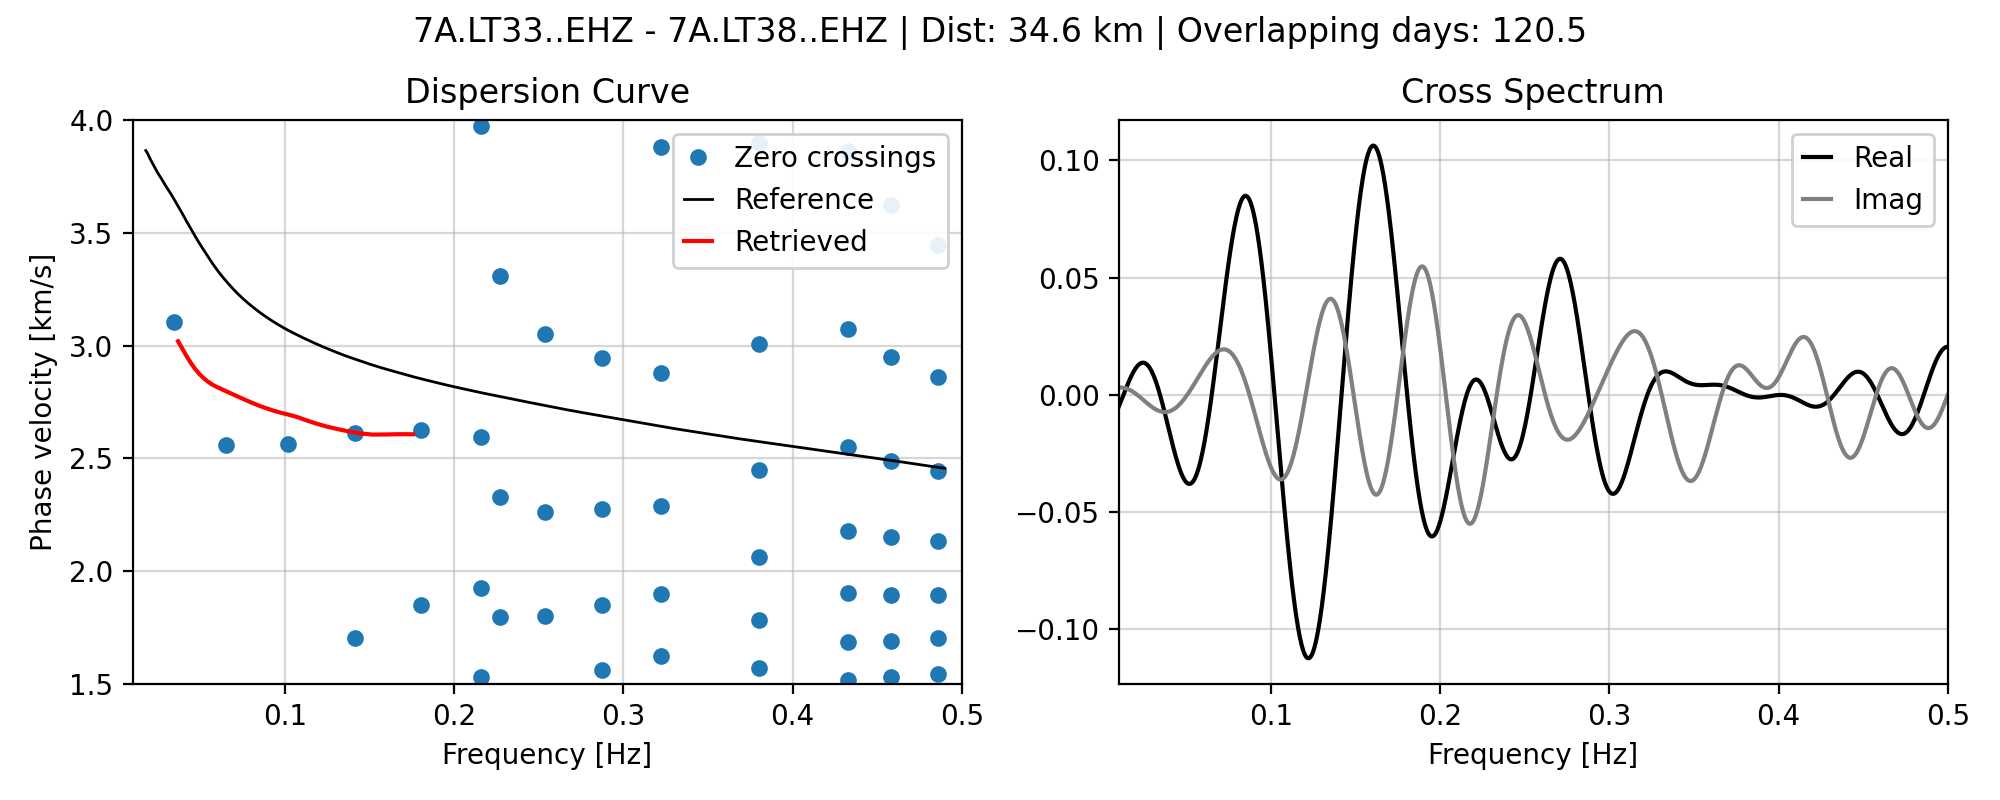 7A.LT33..EHZ - 7A.LT38..EHZ | Dist: 34.6 km | Overlapping days: 120.5
Dispersion Curve
Zero crossings
Reference
Retrieved
4.0
3.5
3.0
2.5
2.0
1.5
Phase velocity [km/s]
0.1
0.2
0.3
0.4
0.5
Frequency [Hz]
Cross Spectrum
Real
Imag
0.10
0.05
0.00
−0.05
−0.10
0.1
0.2
0.3
0.4
0.5
Frequency [Hz]